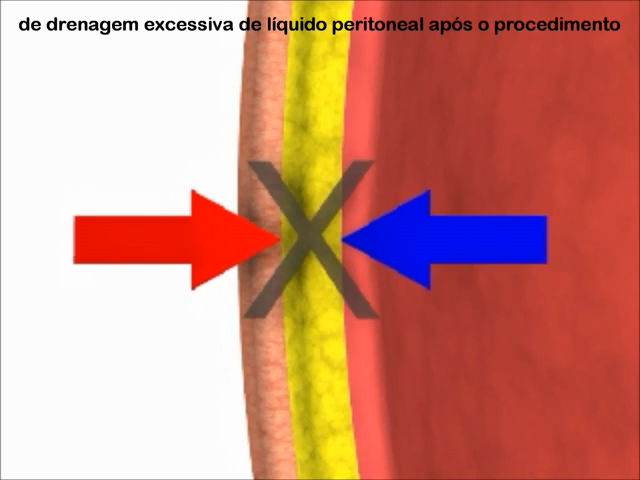 de drenagem excessiva de líquido peritoneal após o procedimento